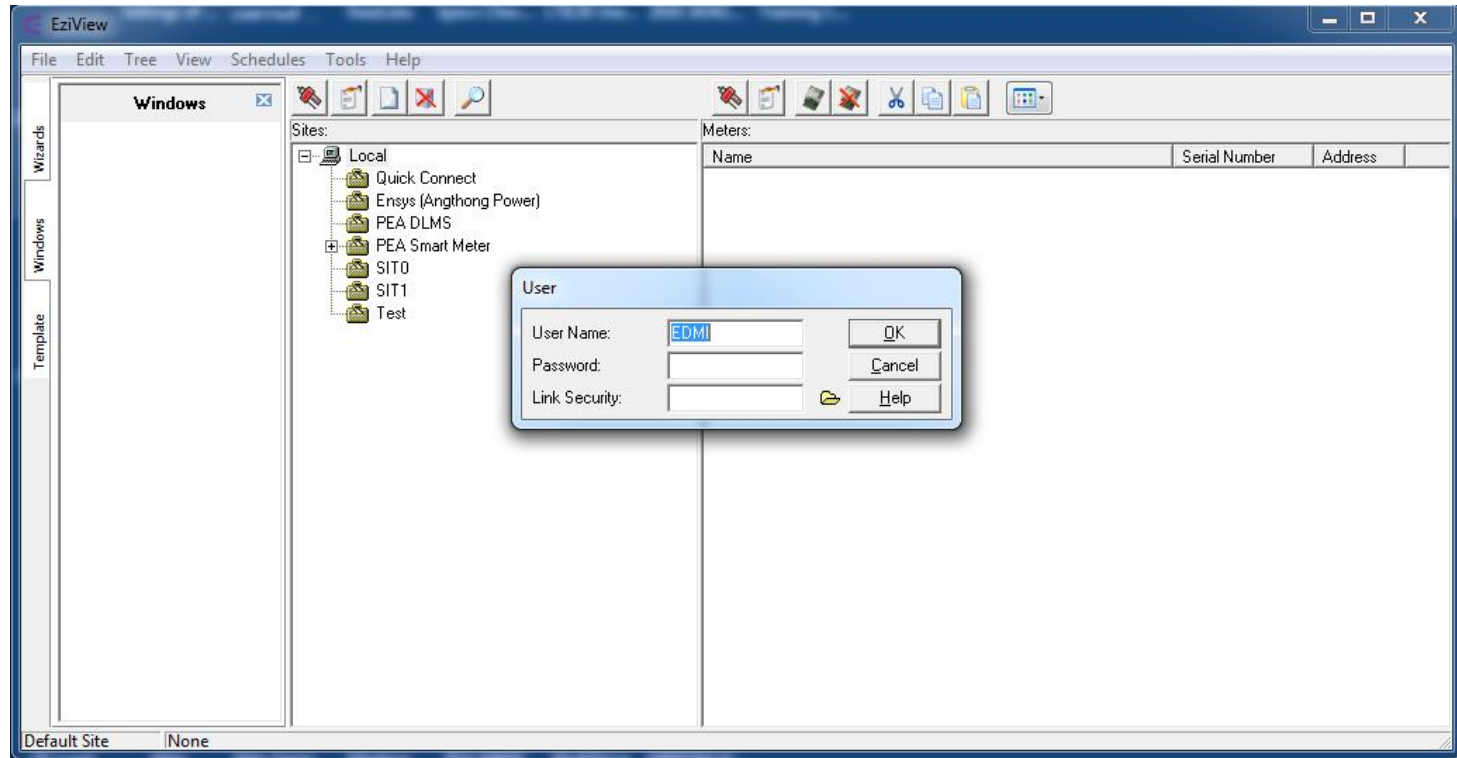 EziView
File Edit Tree View Schedules Tools Help
Wizards
Windows
Template
Windows
Sites:
Local
Quick Connect
Ensys (Angthong Power)
PEA DLMS
PEA Smart Meter
SIT0
SIT1
Test
Meters:
Name Serial Number Address
User
User Name: EDMI OK
Password: Cancel
Link Security: Help
Default Site None